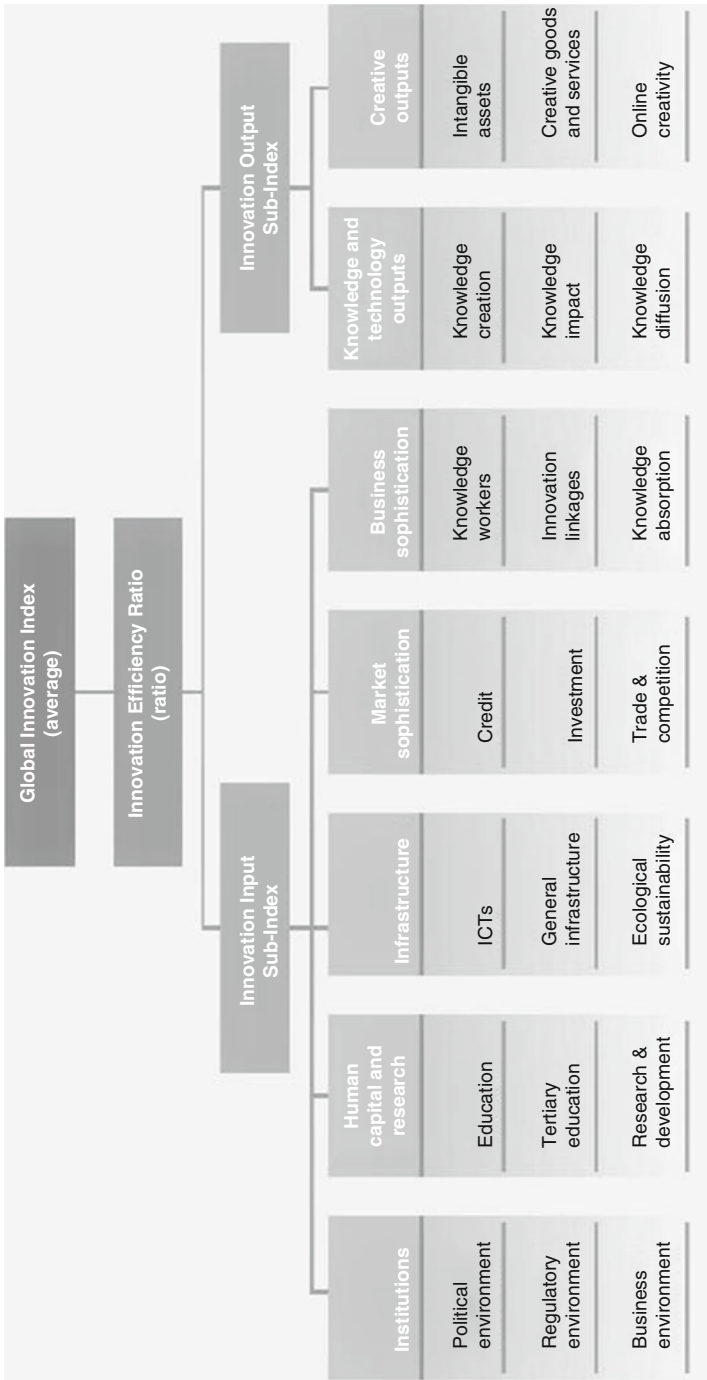 Global Innovation Index
(average)
Innovation Efficiency Ratio
(ratio)
Innovation Input
Sub-Index
Innovation Output
Sub-Index
Institutions
Political
environment
Regulatory
environment
Business
environment
Human
capital and
research
Education
Tertiary
education
Research &
development
Infrastructure
ICTs
General
infrastructure
Ecological
sustainability
Market
sophistication
Credit
Investment
Trade &
competition
Business
sophistication
Knowledge
workers
Innovation
linkages
Knowledge
absorption
Knowledge and
technology
outputs
Knowledge
creation
Knowledge
impact
Knowledge
diffusion
Creative
outputs
Intangible
assets
Creative goods
and services
Online
creativity